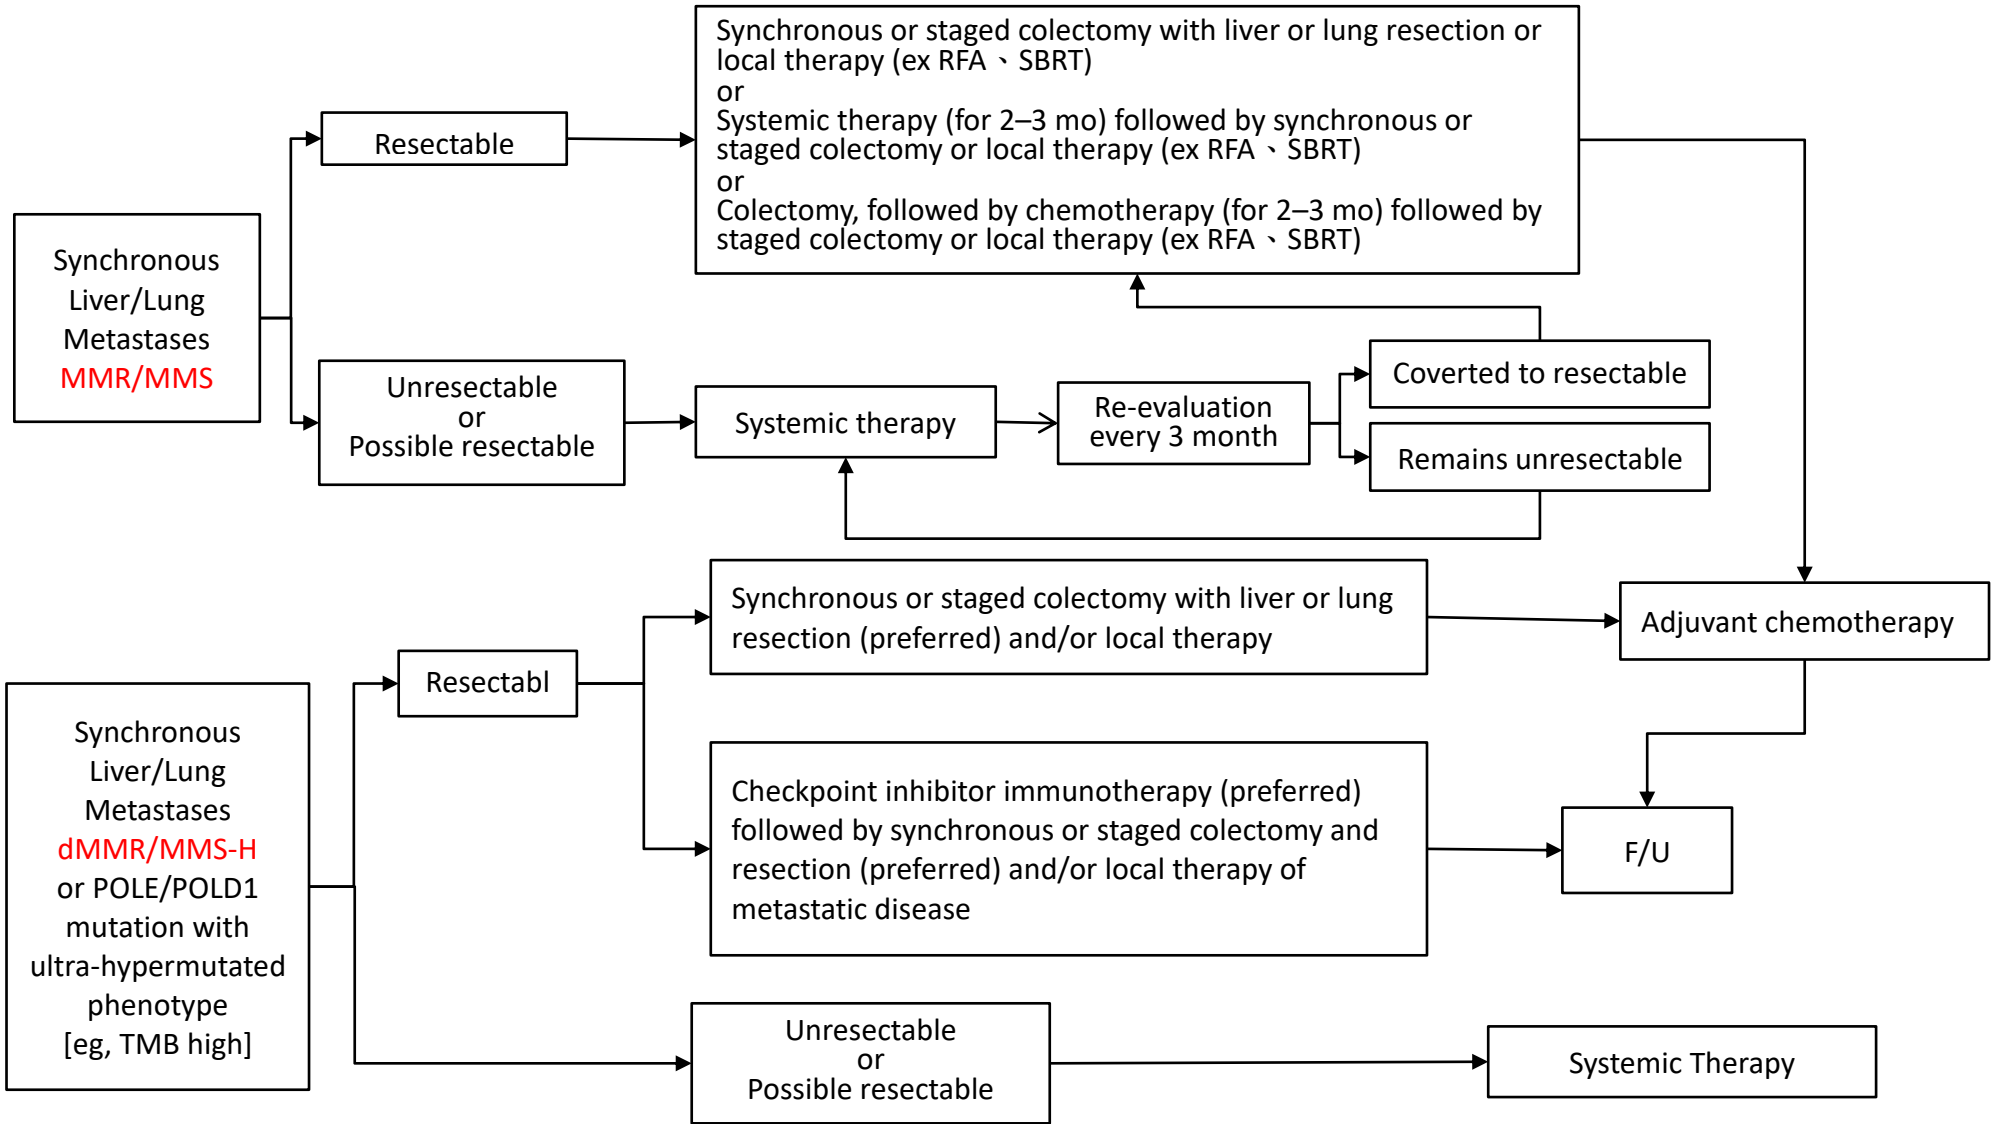 Synchronous or staged colectomy with liver or lung resection or
local therapy (ex RFA、SBRT)
or
Systemic therapy (for 2–3 mo) followed by synchronous or
staged colectomy or local therapy (ex RFA、SBRT)
or
Colectomy, followed by chemotherapy (for 2–3 mo) followed by
staged colectomy or local therapy (ex RFA、SBRT)
Resectable
Synchronous
Liver/Lung
Metastases
MMR/MMS
Unresectable
or
Possible resectable
Systemic therapy
Re-evaluation
every 3 month
Coverted to resectable
Remains unresectable
Synchronous or staged colectomy with liver or lung
resection (preferred) and/or local therapy
Adjuvant chemotherapy
Resectabl
Synchronous
Liver/Lung
Metastases
dMMR/MMS-H
or POLE/POLD1
mutation with
ultra-hypermutated
phenotype
[eg, TMB high]
Checkpoint inhibitor immunotherapy (preferred)
followed by synchronous or staged colectomy and
resection (preferred) and/or local therapy of
metastatic disease
F/U
Unresectable
or
Possible resectable
Systemic Therapy